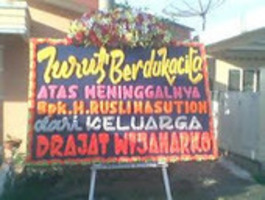 Turut Berdukacita
ATAS MENINGGALNYA
Bpk.H.RUSLI NASUTION
dari KELUARGA
DRAJAT WIJAHARKO